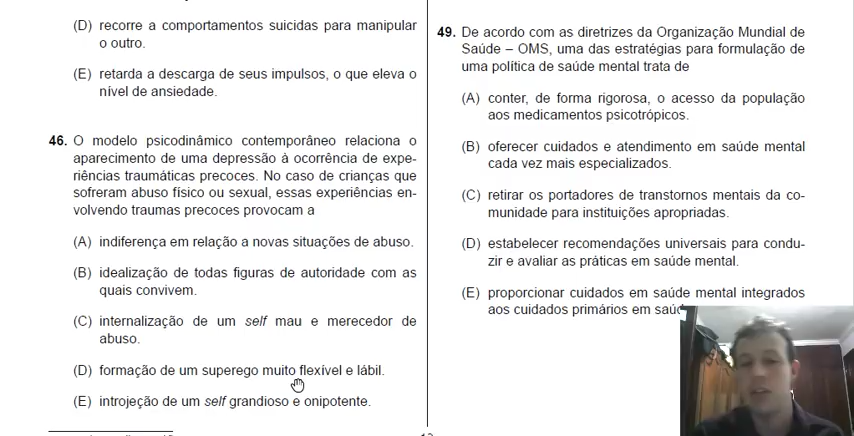 (D) recorre a comportamentos suicidas para manipular
o outro.
(E) retarda a descarga de seus impulsos, o que eleva o
nível de ansiedade.
46. O modelo psicodinâmico contemporâneo relaciona o
aparecimento de uma depressão à ocorrência de expe-
riências traumáticas precoces. No caso de crianças que
sofreram abuso físico ou sexual, essas experiências en-
volvendo traumas precoces provocam a
(A) indiferença em relação a novas situações de abuso.
(B) idealização de todas figuras de autoridade com as
quais convivem.
(C) internalização de um self mau e merecedor de
abuso.
(D) formação de um superego muito flexível e lábil.
(E) introjeção de um self grandioso e onipotente.
49. De acordo com as diretrizes da Organização Mundial de
Saúde – OMS, uma das estratégias para formulação de
uma política de saúde mental trata de
(A) conter, de forma rigorosa, o acesso da população
aos medicamentos psicotrópicos.
(B) oferecer cuidados e atendimento em saúde mental
cada vez mais especializados.
(C) retirar os portadores de transtornos mentais da co-
munidade para instituições apropriadas.
(D) estabelecer recomendações universais para condu-
zir e avaliar as práticas em saúde mental.
(E) proporcionar cuidados em saúde mental integrados
aos cuidados primários em